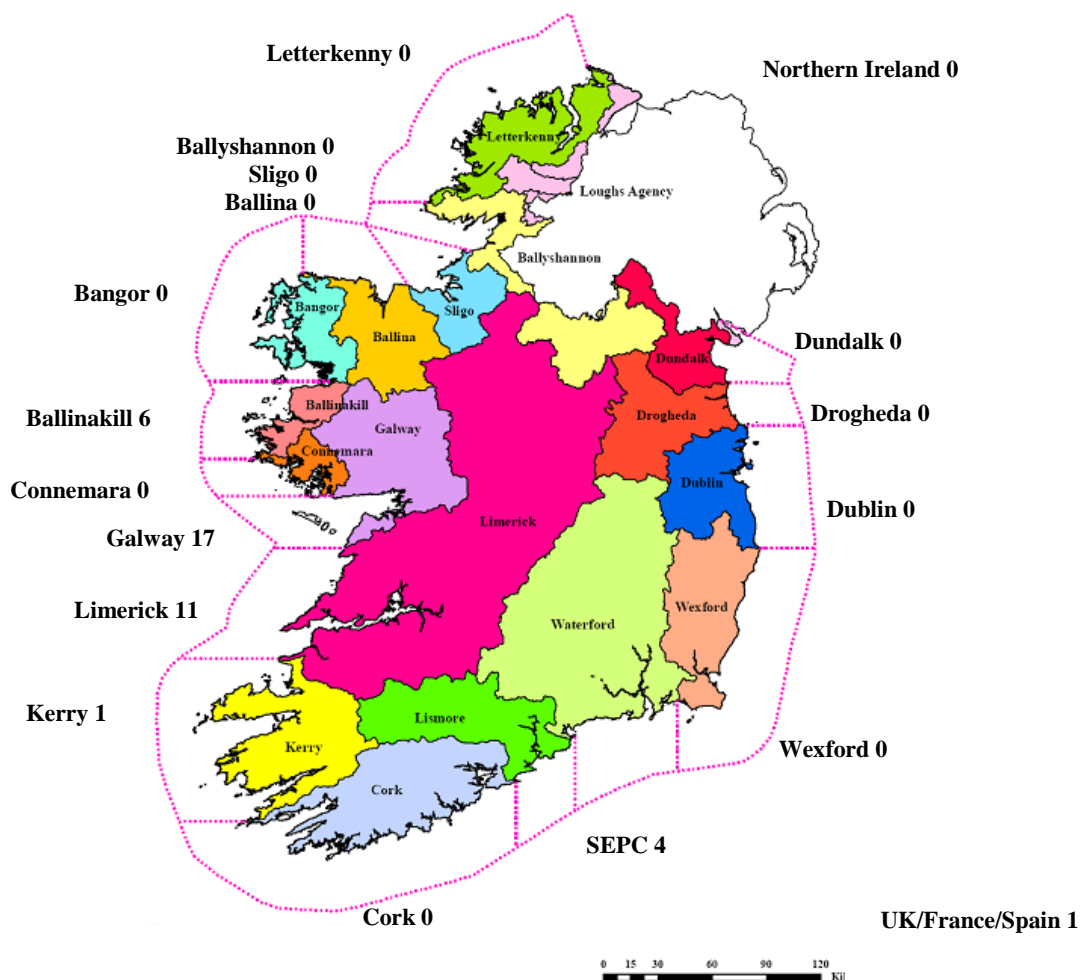 Letterkenny 0
Northern Ireland 0
Letterkenny
Ballyshannon 0
Sligo 0
Loughs Agency
Ballina 0
Ballyshannon
Bangor 0
Bangor
Sligo
Ballina
Dundalk 0
Dundalk
Ballinakill 6
Ballinakill
Drogheda 0
Drogheda
Galway
Connemara
Connemara 0
Dublin
Dublin 0
Limerick
Galway 17
Limerick 11
Wexford
Waterford
Kerry 1
Lismore
Kerry
Wexford 0
Cork
SEPC 4
Cork 0
UK/France/Spain 1
0 15 30 60 90 120
Kil